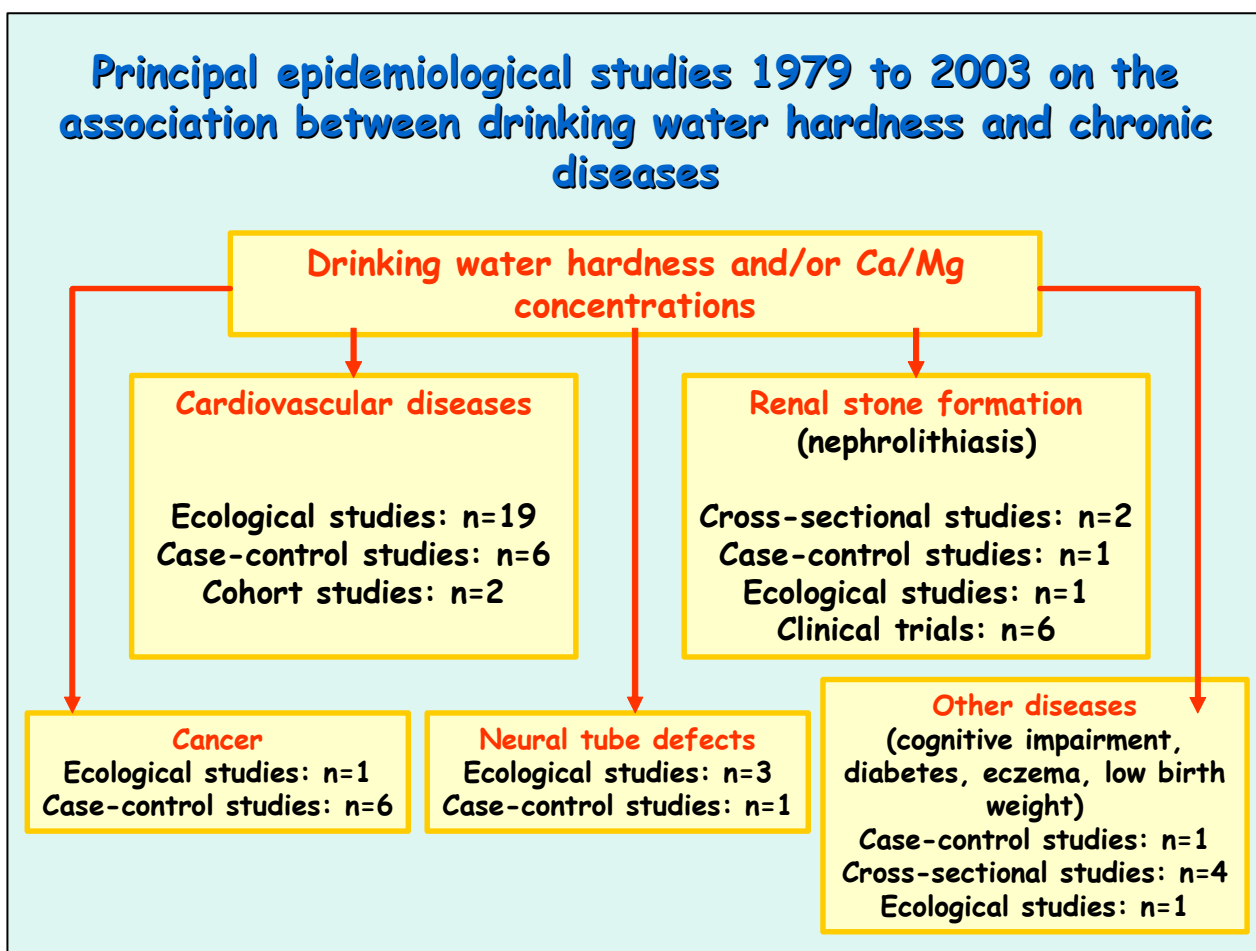 Principal epidemiological studies 1979 to 2003 on the
association between drinking water hardness and chronic
diseases
Drinking water hardness and/or Ca/Mg
concentrations
Cardiovascular diseases
Ecological studies: n=19
Case-control studies: n=6
Cohort studies: n=2
Renal stone formation
(nephrolithiasis)
Cross-sectional studies: n=2
Case-control studies: n=1
Ecological studies: n=1
Clinical trials: n=6
Cancer
Ecological studies: n=1
Case-control studies: n=6
Neural tube defects
Ecological studies: n=3
Case-control studies: n=1
Other diseases
(cognitive impairment,
diabetes, eczema, low birth
weight)
Case-control studies: n=1
Cross-sectional studies: n=4
Ecological studies: n=1